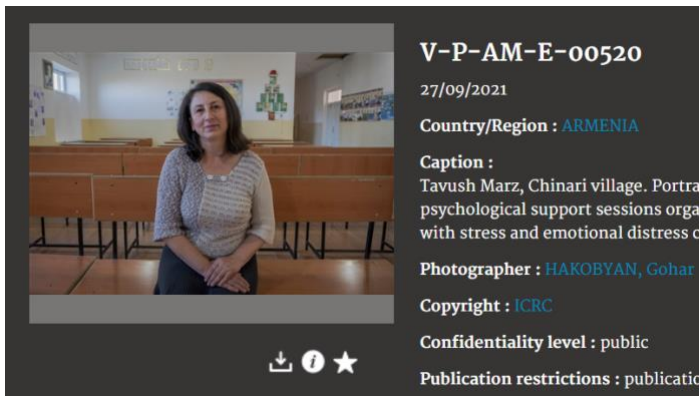 V-P-AM-E-00520
27/09/2021
Country/Region : ARMENIA
Caption :
Tavush Marz, Chinari village. Portra
psychological support sessions orga
with stress and emotional distress c
Photographer : HAKOBYAN, Gohar
Copyright : ICRC
Confidentiality level : public
Publication restrictions : publicatio